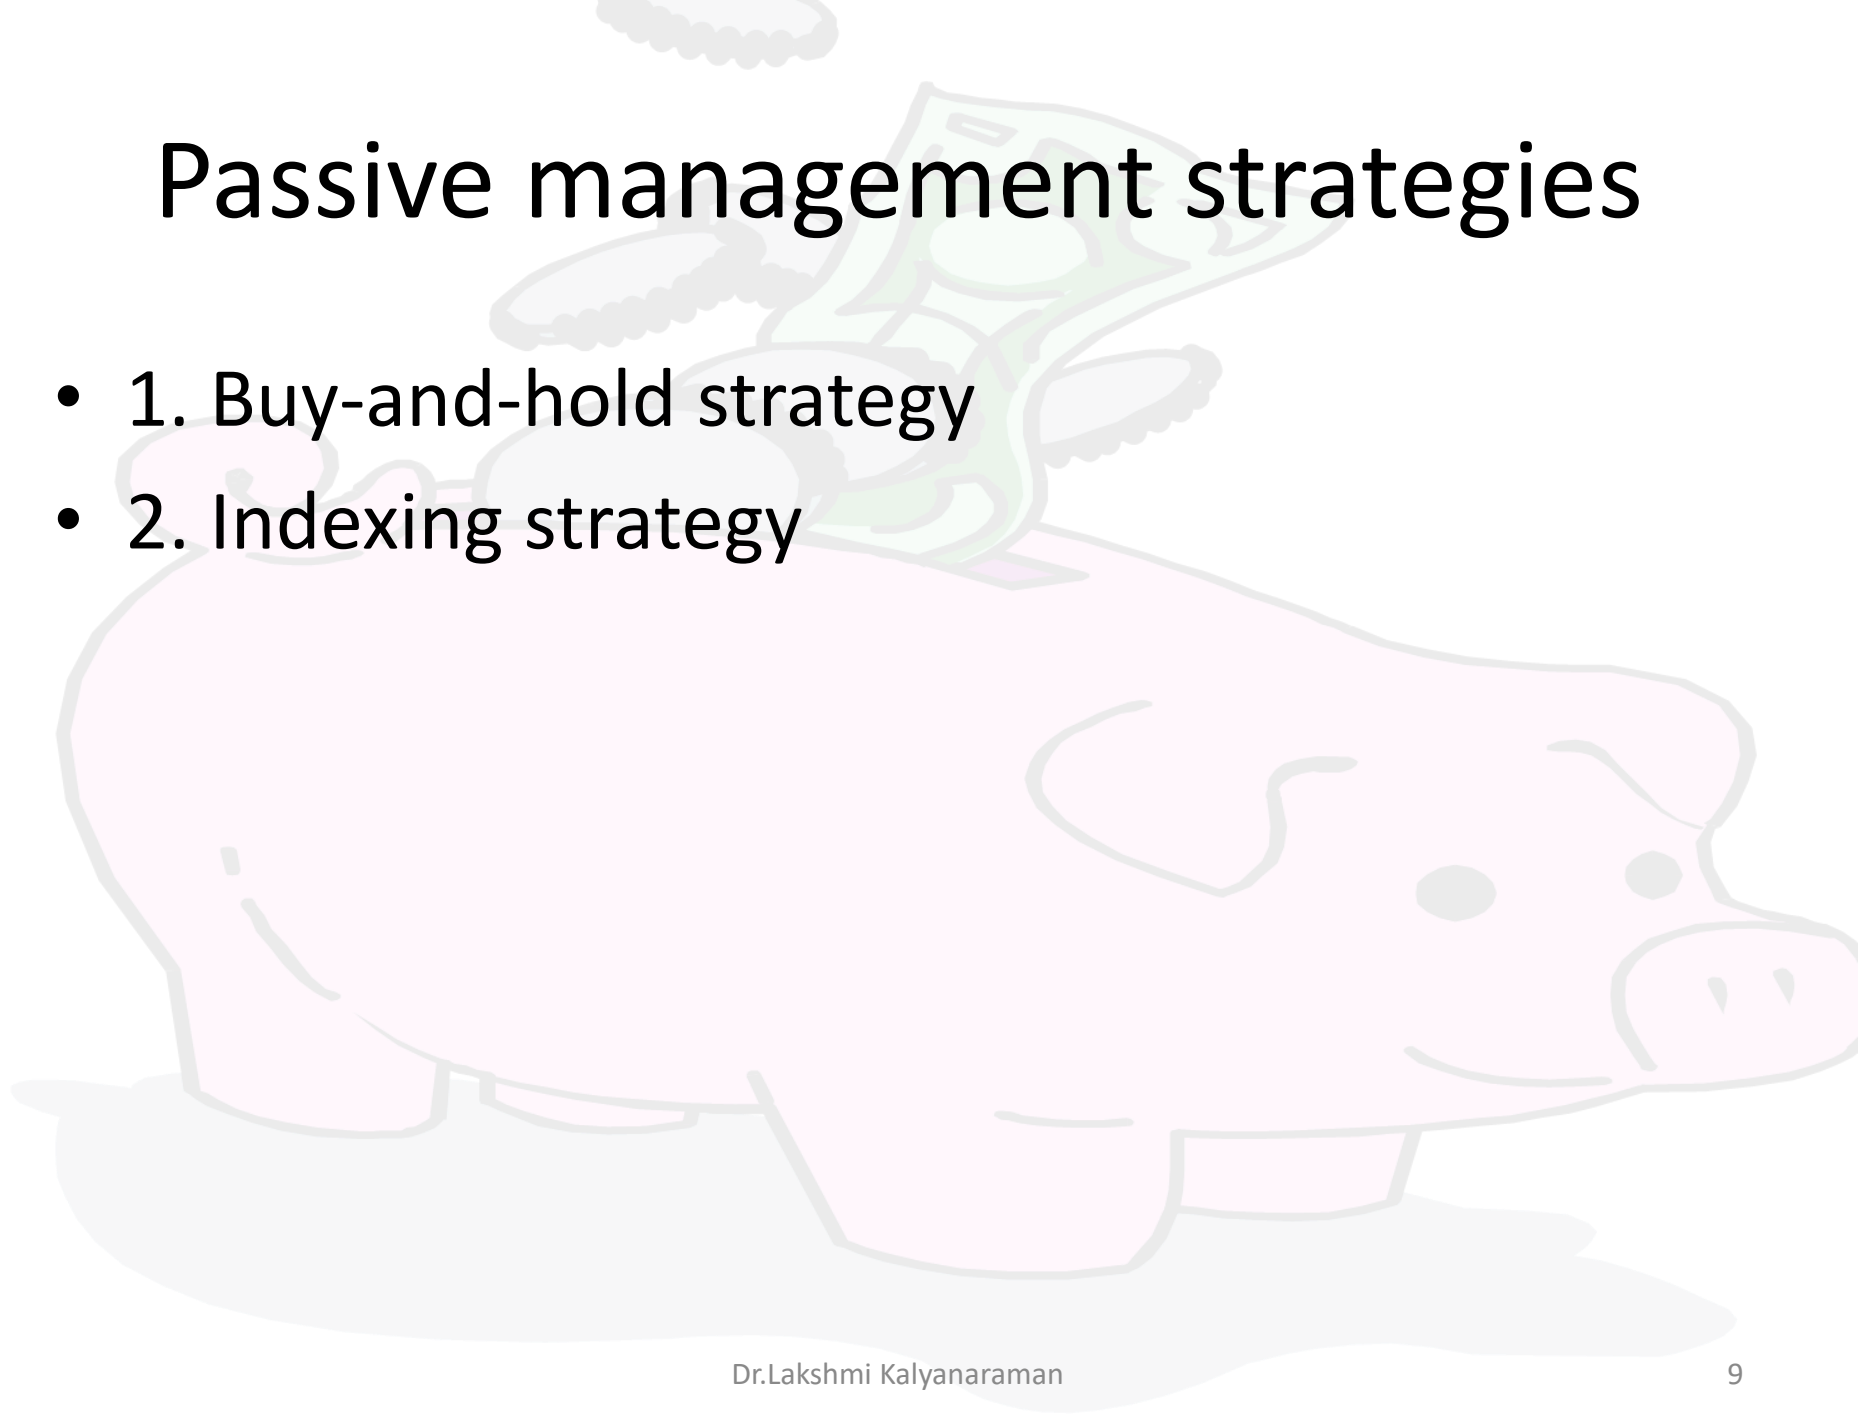 Passive management strategies
• 1. Buy-and-hold strategy
• 2. Indexing strategy
Dr.Lakshmi Kalyanaraman
9